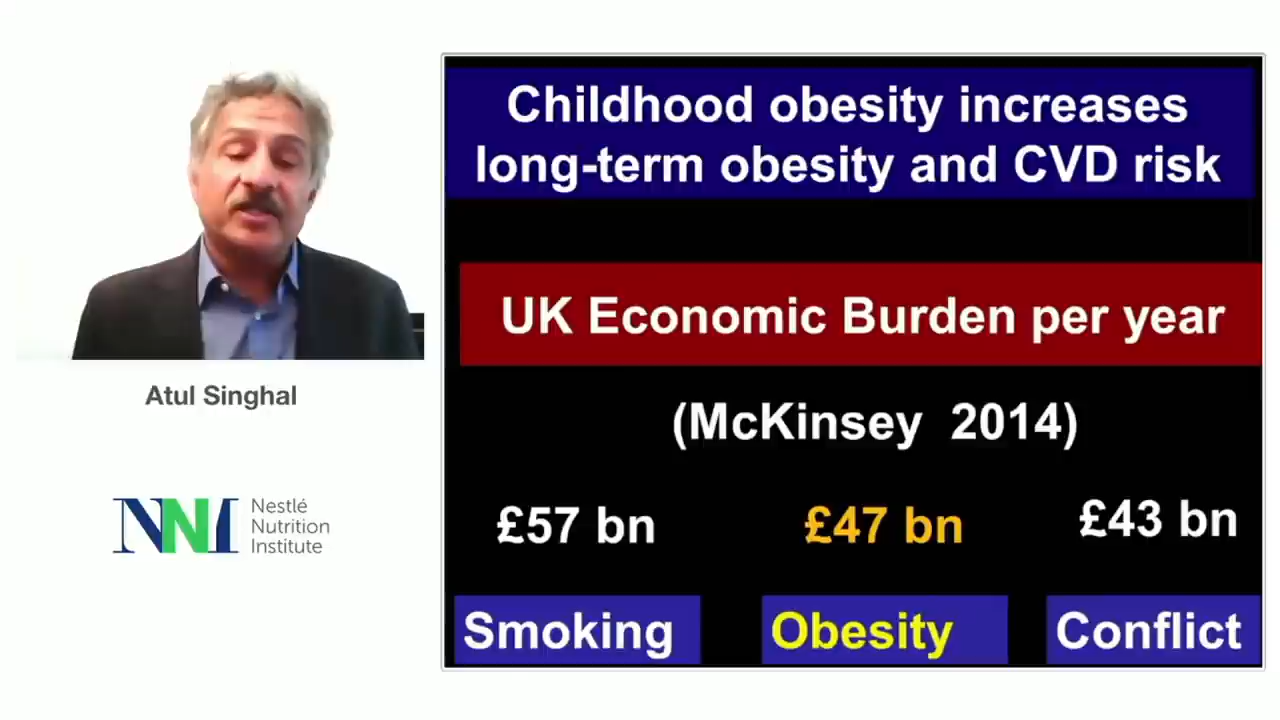 Atul Singhal
NNI
Nestlé
Nutrition
Institute
Childhood obesity increases
long-term obesity and CVD risk
UK Economic Burden per year
(McKinsey 2014)
£57 bn £47 bn £43 bn
Smoking Obesity Conflict